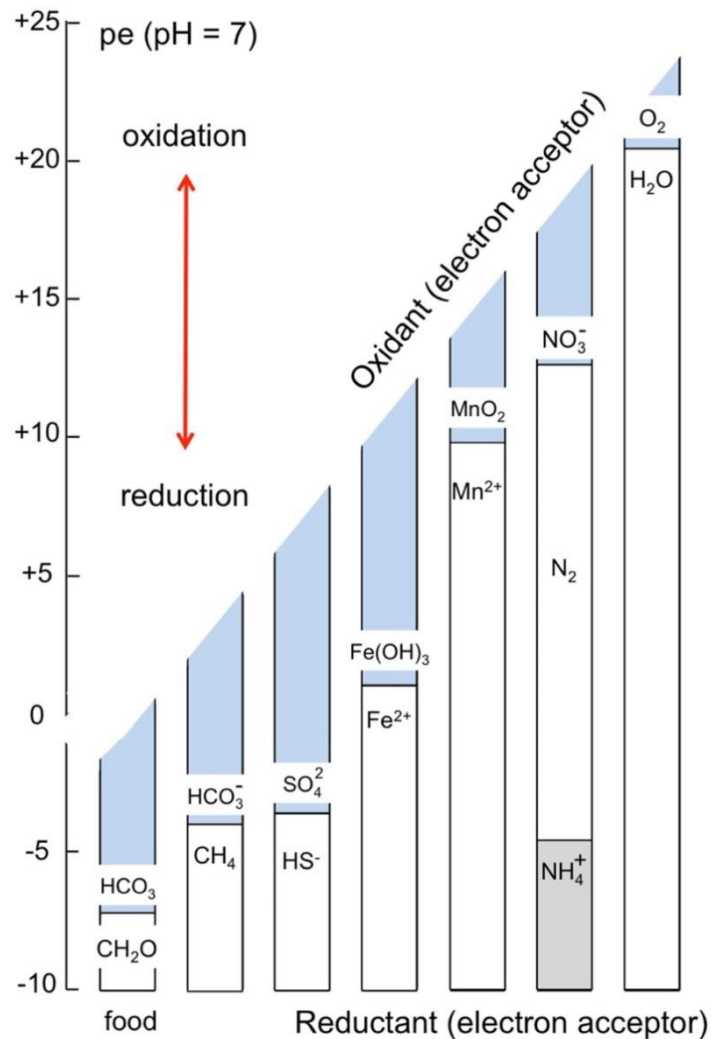 +25
pe (pH = 7)
oxidation
+20
+15
+10
reduction
+5
0
-5
-10
Oxidant (electron acceptor)
O₂
H₂O
NO₃⁻
N₂
NH₄⁺
MnO₂
Mn²⁺
Fe(OH)₃
Fe²⁺
SO₄²
HS⁻
HCO₃⁻
CH₄
HCO₃
CH₂O
food
Reductant (electron acceptor)